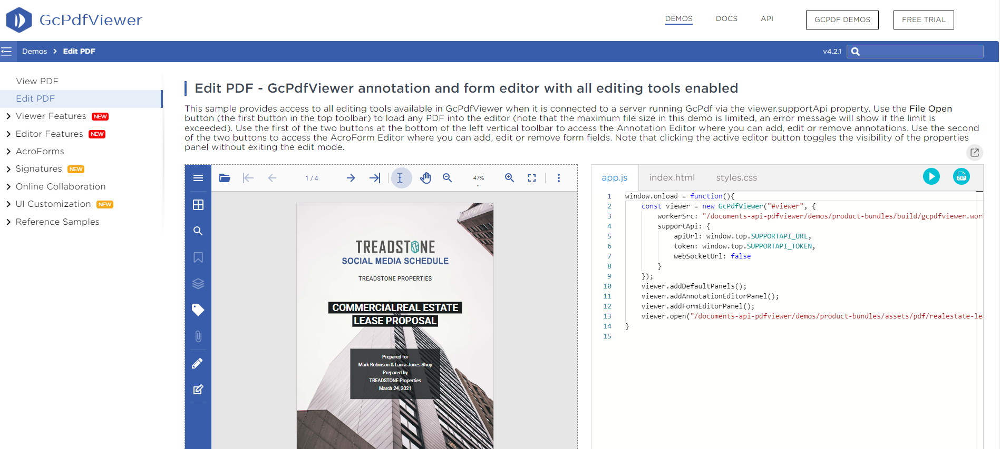 GcPdfViewer
DEMOS
DOCS
API
GCPDF DEMOS
FREE TRIAL
Demos
Edit PDF
v4.2.1
View PDF
Edit PDF
Viewer Features NEW
Editor Features NEW
AcroForms
Signatures NEW
Online Collaboration
UI Customization NEW
Reference Samples
Edit PDF - GcPdfViewer annotation and form editor with all editing tools enabled
This sample provides access to all editing tools available in GcPdfViewer when it is connected to a server running GcPdf via the viewer.supportApi property. Use the File Open
button (the first button in the top toolbar) to load any PDF into the editor (note that the maximum file size in this demo is limited, an error message will show if the limit is
exceeded). Use the first of the two buttons at the bottom of the left vertical toolbar to access the Annotation Editor where you can add, edit or remove annotations. Use the second
of the two buttons to access the AcroForm Editor where you can add, edit or remove form fields. Note that clicking the active editor button toggles the visibility of the properties
panel without exiting the edit mode.
1 / 4
47%
...
TREADSTONE
SOCIAL MEDIA SCHEDULE
TREADSTONE PROPERTIES
COMMERCIALREAL ESTATE
LEASE PROPOSAL
Prepared for
Mark Robinson & Laura Jones Shop
Prepared by
TREADSTONE Properties
March 24, 2021
app.js
index.html
styles.css
ZIP
1 window.onload = function(){
2 const viewer = new GcPdfViewer("#viewer", {
3 workerSrc: "/documents-api-pdfviewer/demos/product-bundles/build/gcpdfviewer.wor
4 supportApi: {
5 apiUrl: window.top.SUPPORTAPI_URL,
6 token: window.top.SUPPORTAPI_TOKEN,
7 webSocketUrl: false
8 }
9 });
10 viewer.addDefaultPanels();
11 viewer.addAnnotationEditorPanel();
12 viewer.addFormEditorPanel();
13 viewer.open("/documents-api-pdfviewer/demos/product-bundles/assets/pdf/realestate-le
14 }
15